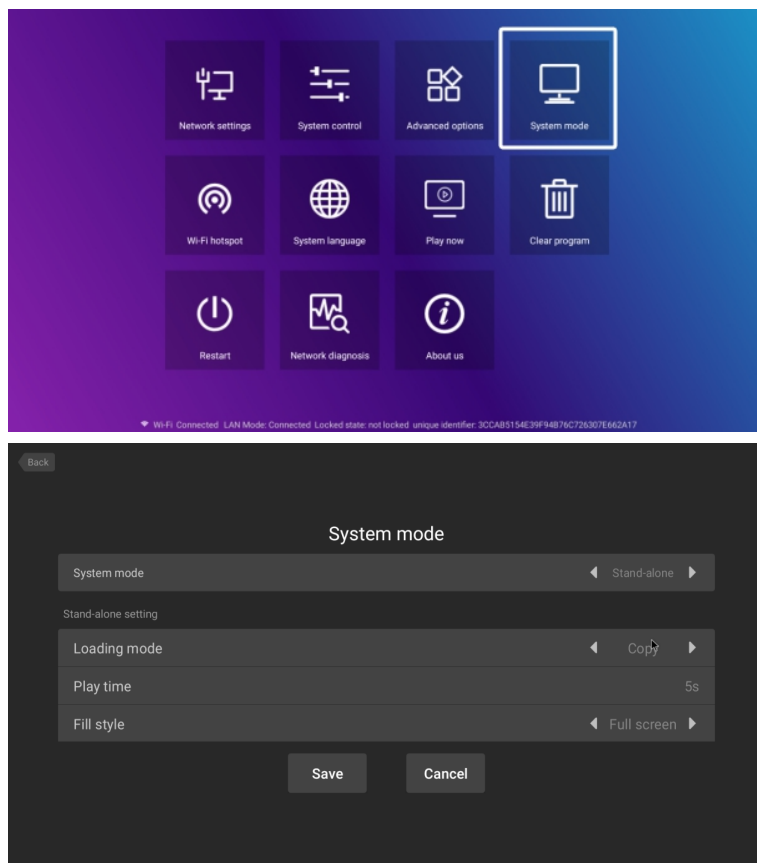 Network settings
System control
Advanced options
System mode
Wi-Fi hotspot
System language
Play now
Clear program
Restart
Network diagnosis
About us
Wi-Fi Connected LAN Mode: Connected Locked state: not locked unique identifier: 3CCAB5154E39F94B76C726307E662A17
Back
System mode
System mode Stand-alone
Stand-alone setting
Loading mode Copy
Play time 5s
Fill style Full screen
Save Cancel